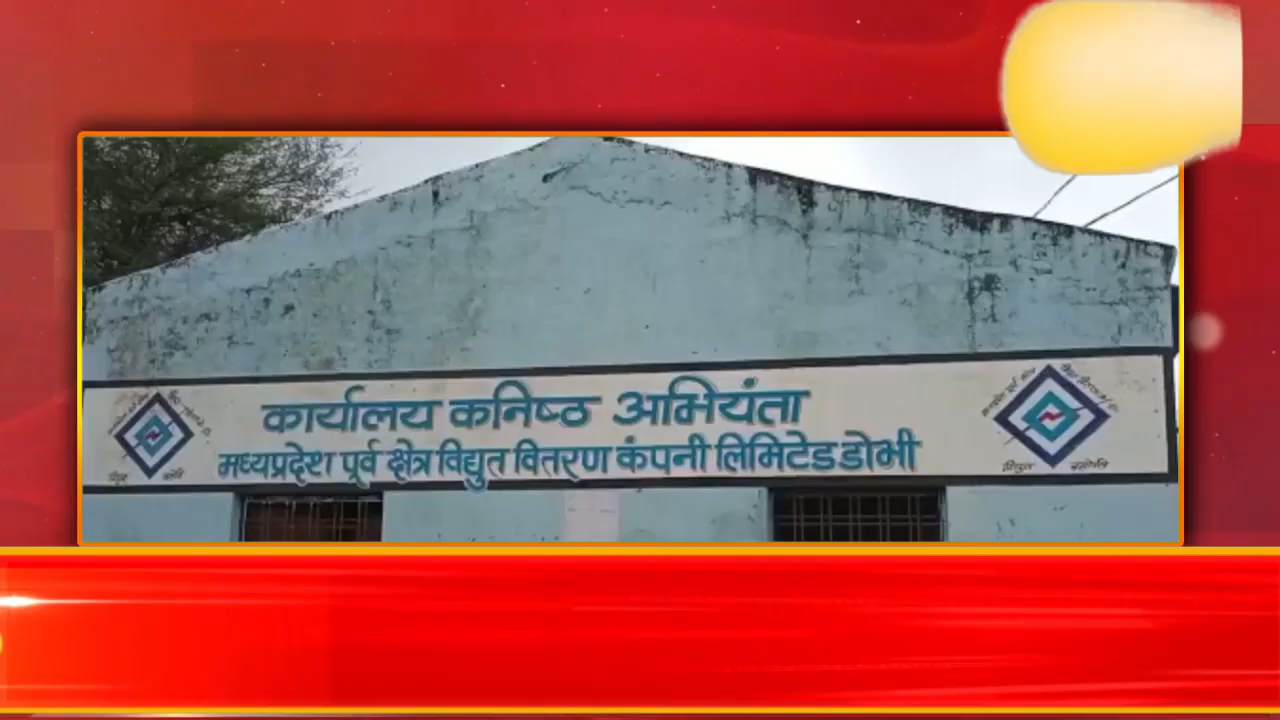 कार्यालय कनिष्ठ अभियंता
मध्यप्रदेश पूर्व क्षेत्र विद्युत वितरण कंपनी लिमिटेड डोभी